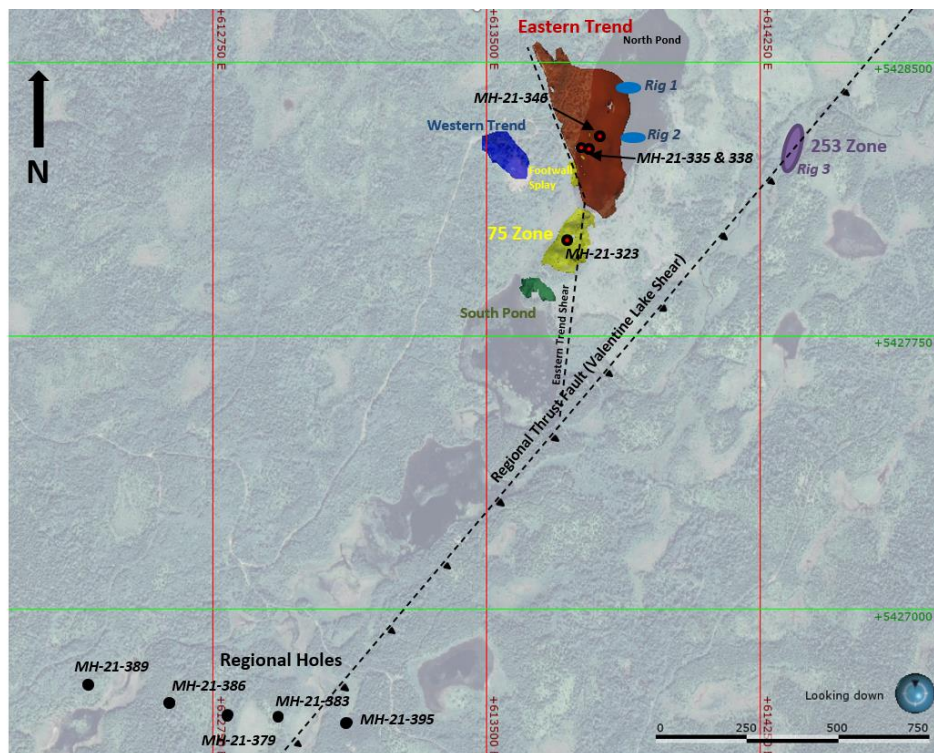 +612750 E
+613500 E
+614250 E
Eastern Trend
North Pond
+5428500
MH-21-346
Rig 1
Western Trend
Rig 2
253 Zone
MH-21-335 & 338
Rig 3
Footwall
Splay
N
75 Zone
MH-21-323
South Pond
Eastern Trend Shear
Regional Thrust Fault (Valentine Lake Shear)
+5427750
+5427000
Regional Holes
MH-21-389
MH-21-386
MH-21-383
MH-21-395
MH-21-379
Looking down
+613500 E
+614250 E
0 250 500 750